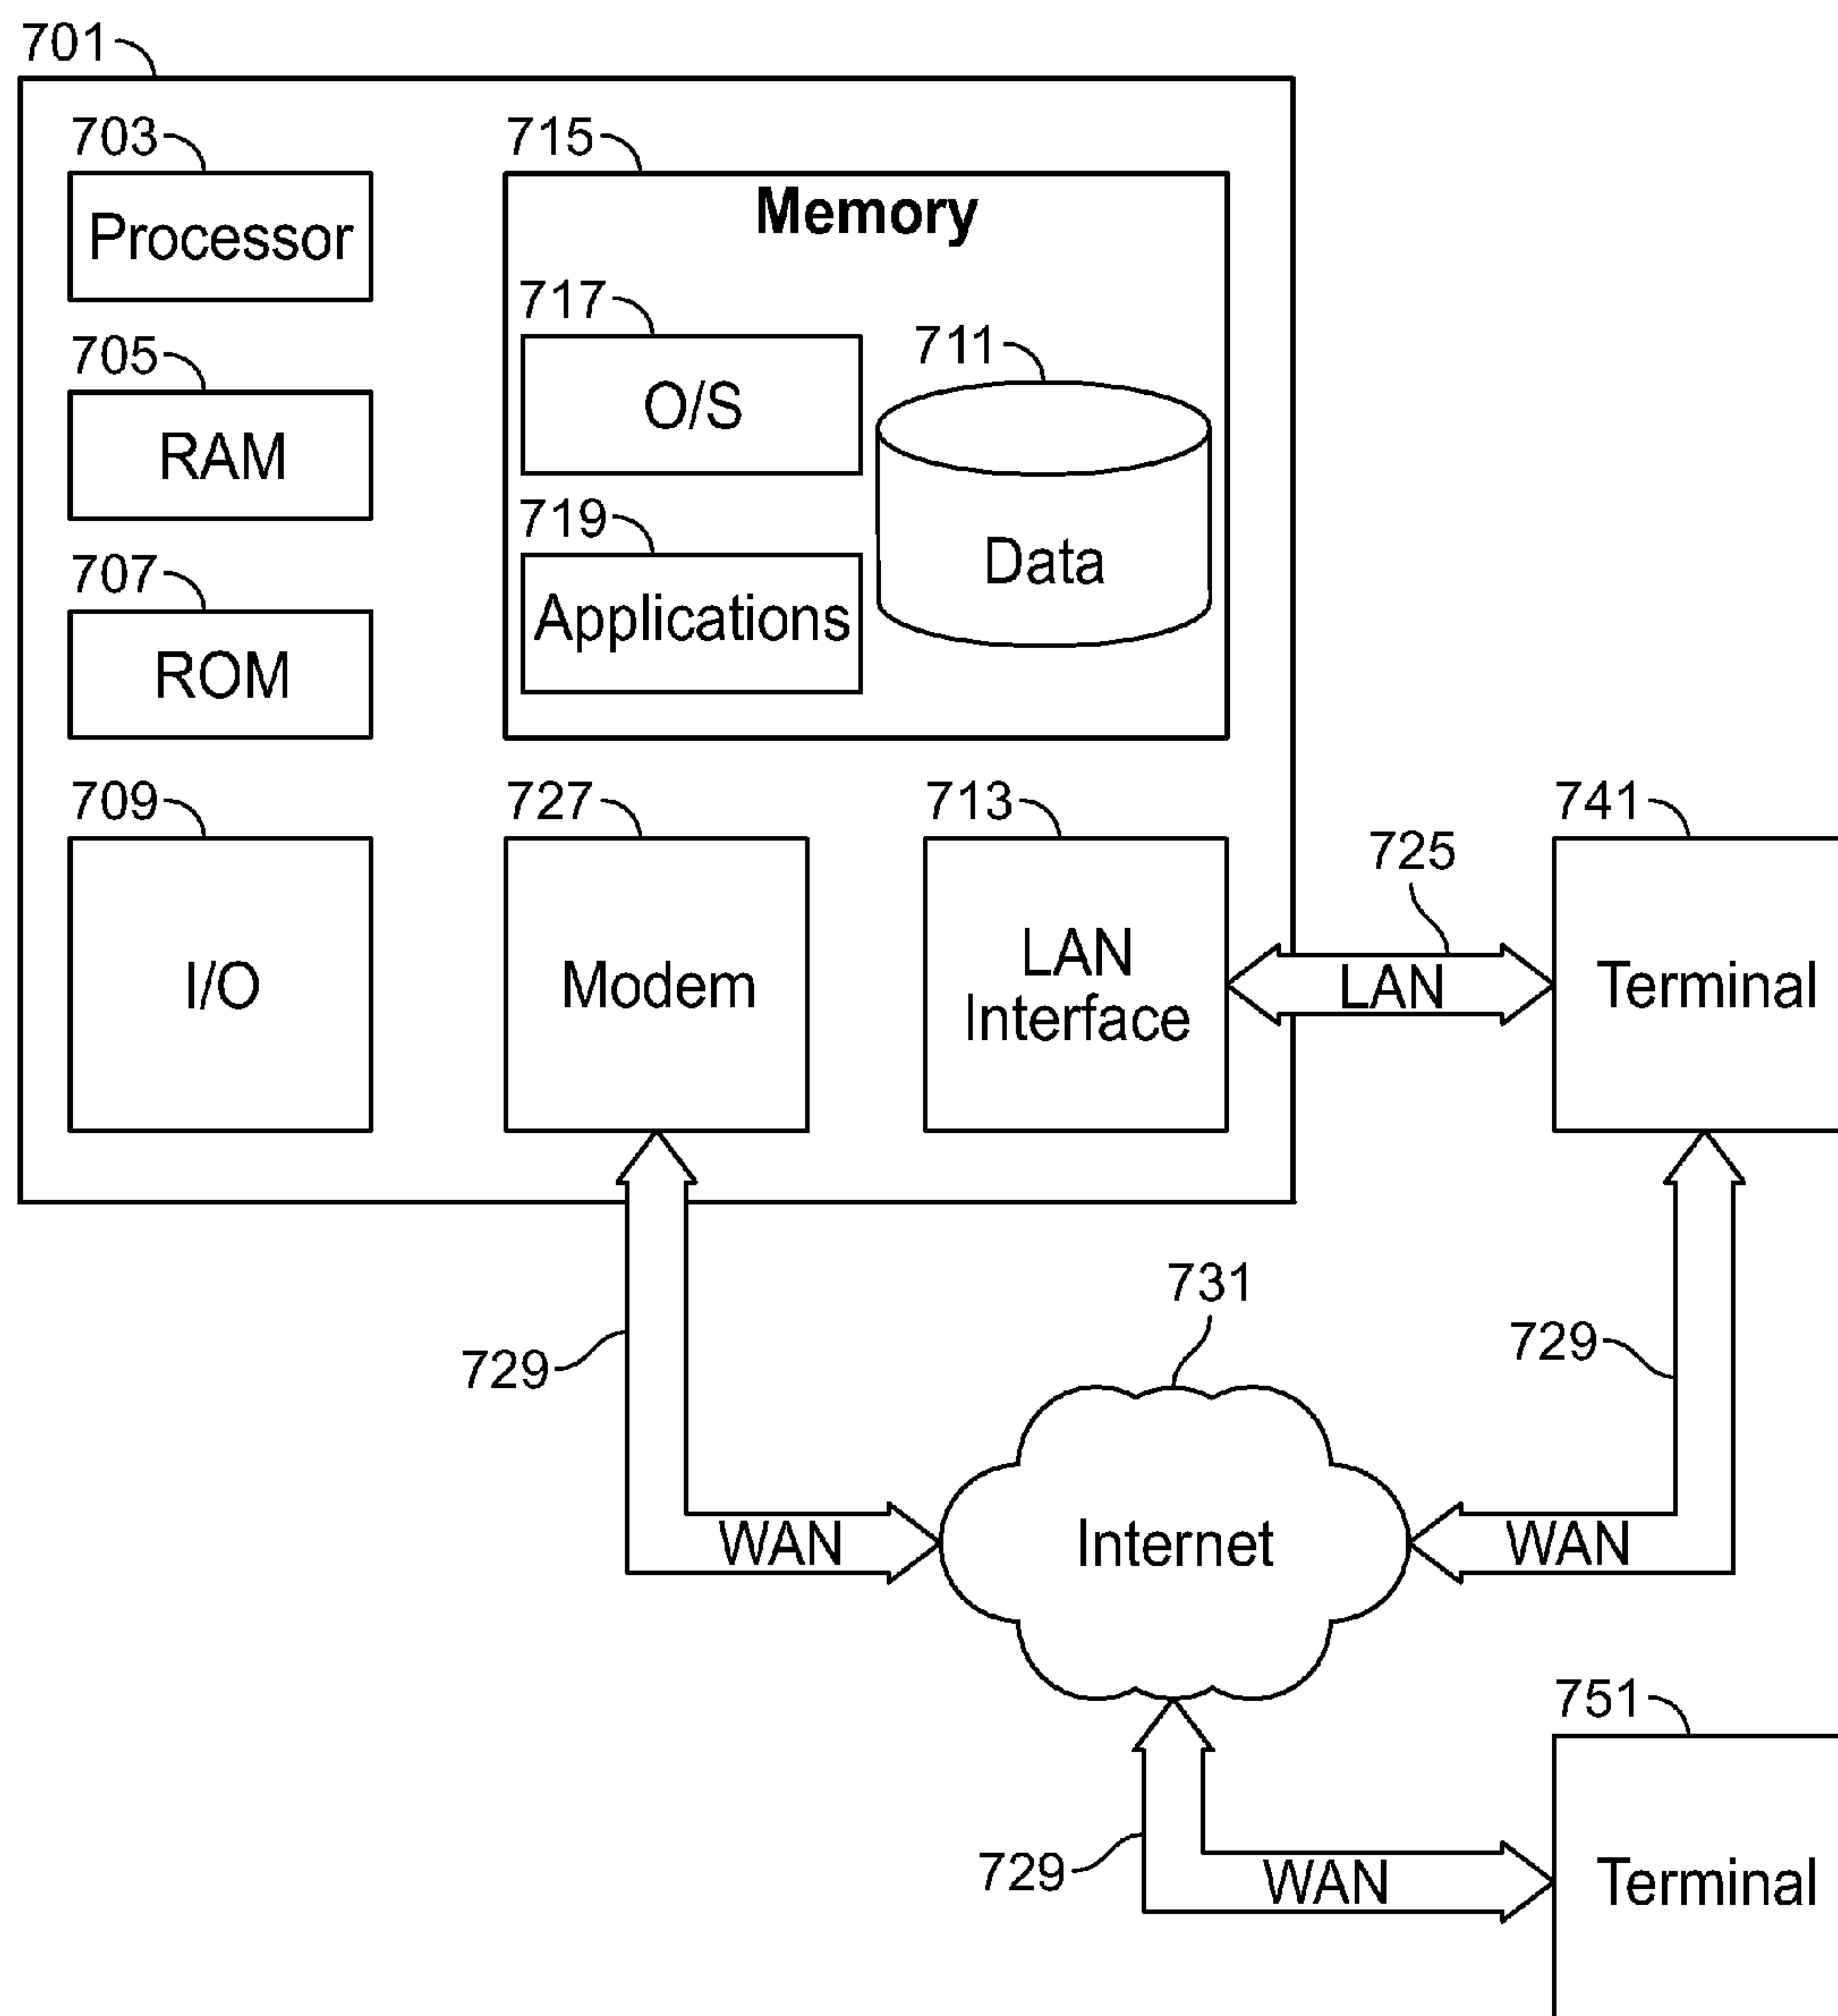 701
703
Processor
705
RAM
707
ROM
715
Memory
717
O/S
711
Data
719
Applications
709
I/O
727
Modem
713
LAN
Interface
725
LAN
741
Terminal
729
WAN
731
Internet
729
WAN
729
WAN
751
Terminal